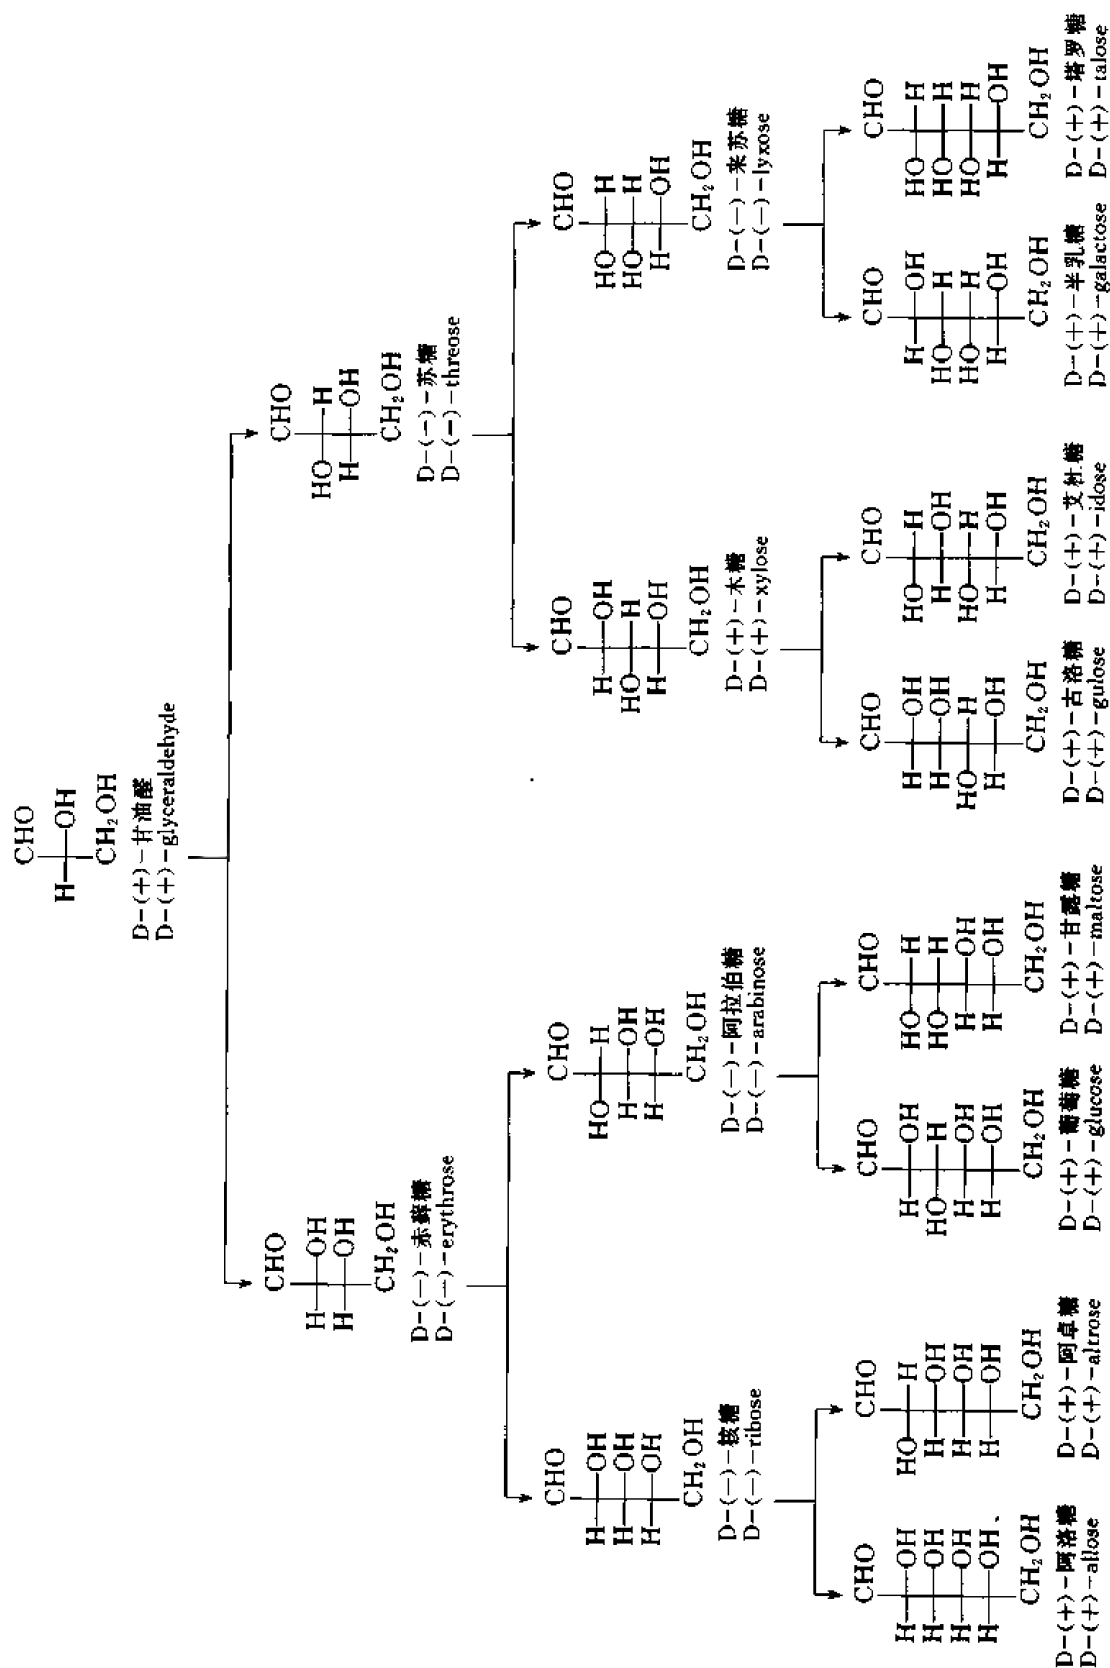 CHO
H OH
CH₂OH
D-(+)-甘油醛
D-(+)-glyceraldehyde
CHO
H OH
H OH
CH₂OH
D-(-)-赤藓糖
D-(-)-erythrose
CHO
HO H
H OH
CH₂OH
D-(-)-苏糖
D-(-)-threose
CHO
H OH
H OH
H OH
CH₂OH
D-(-)-核糖
D-(-)-ribose
CHO
HO H
H OH
H OH
CH₂OH
D-(-)-阿拉伯糖
D-(-)-arabinose
CHO
H OH
HO H
H OH
CH₂OH
D-(+)-木糖
D-(+)-xylose
CHO
HO H
HO H
H OH
CH₂OH
D-(-)-来苏糖
D-(-)-lyxose
CHO
H OH
H OH
H OH
H OH
CH₂OH
D-(+)-阿洛糖
D-(+)-allose
CHO
HO H
H OH
H OH
H OH
CH₂OH
D-(+)-阿卓糖
D-(+)-altrose
CHO
H OH
HO H
H OH
H OH
CH₂OH
D-(+)-葡萄糖
D-(+)-glucose
CHO
HO H
HO H
H OH
H OH
CH₂OH
D-(+)-甘露糖
D-(+)-maltose
CHO
H OH
H OH
HO H
H OH
CH₂OH
D-(+)-古洛糖
D-(+)-gulose
CHO
HO H
H OH
HO H
H OH
CH₂OH
D-(+)-艾杜糖
D-(+)-idose
CHO
H OH
HO H
HO H
H OH
CH₂OH
D-(+)-半乳糖
D-(+)-galactose
CHO
HO H
HO H
HO H
H OH
CH₂OH
D-(+)-塔罗糖
D-(+)-talose